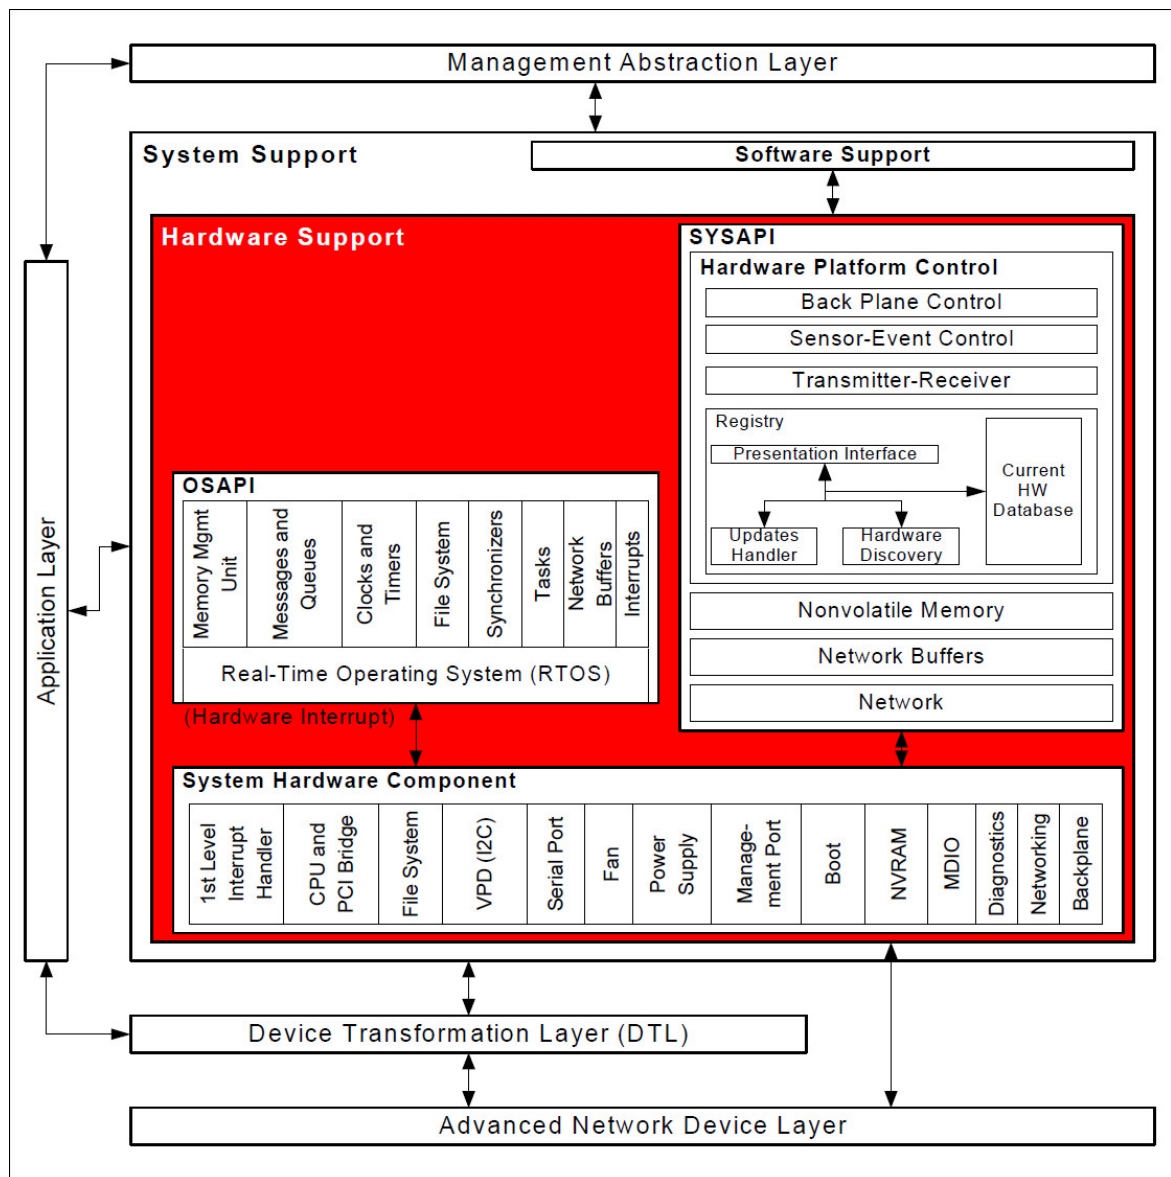 Management Abstraction Layer
System Support
Software Support
Hardware Support
SYSAPI
Hardware Platform Control
Back Plane Control
Sensor-Event Control
Transmitter-Receiver
Registry
Presentation Interface
Current
HW
Database
Updates
Handler
Hardware
Discovery
Nonvolatile Memory
Network Buffers
Network
OSAPI
Memory Mgmt
Unit
Messages and
Queues
Clocks and
Timers
File System
Synchronizers
Tasks
Network
Buffers
Interrupts
Real-Time Operating System (RTOS)
(Hardware Interrupt)
Application Layer
System Hardware Component
1st Level
Interrupt
Handler
CPU and
PCI Bridge
File System
VPD (I2C)
Serial Port
Fan
Power
Supply
Manage-
ment Port
Boot
NVRAM
MDIO
Diagnostics
Networking
Backplane
Device Transformation Layer (DTL)
Advanced Network Device Layer